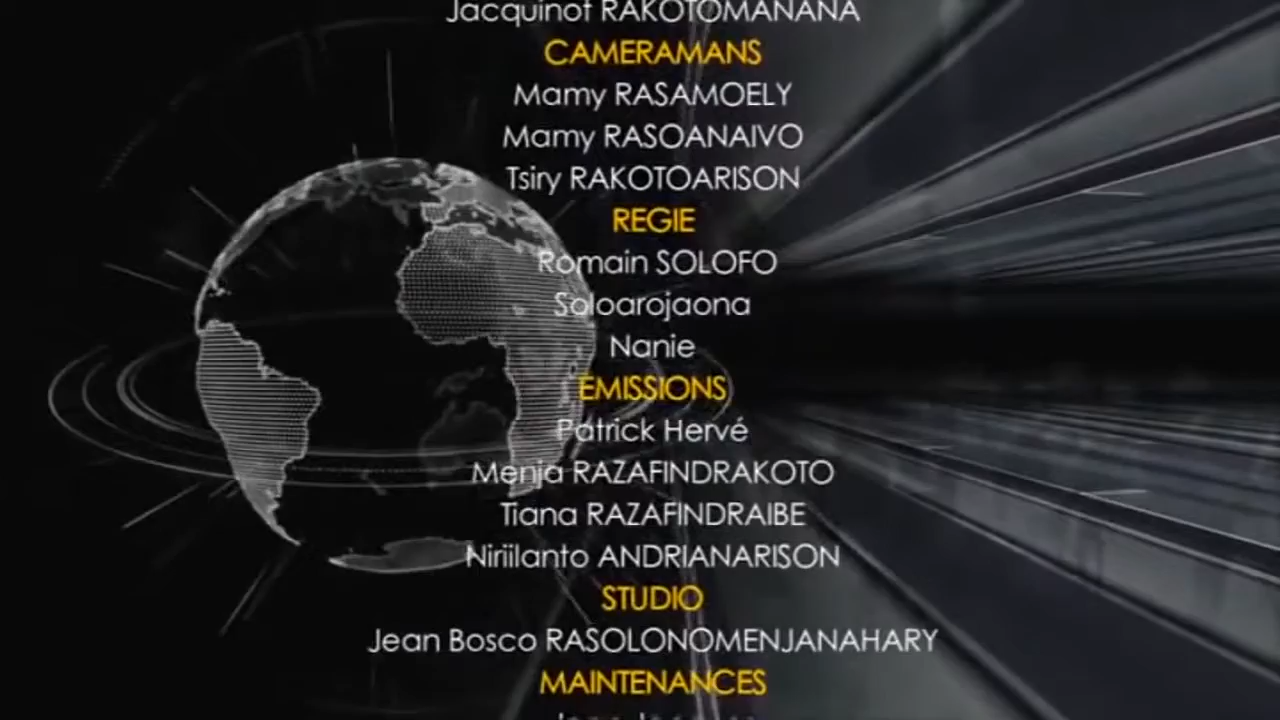 Jacquinot RAKOTOMANANA
CAMERAMANS
Mamy RASAMOELY
Mamy RASOANAIVO
Tsiry RAKOTOARISON
REGIE
Romain SOLOFO
Soloarojaona
Nanie
EMISSIONS
Patrick Hervé
Menja RAZAFINDRAKOTO
Tiana RAZAFINDRAIBE
Niriilanto ANDRIANARISON
STUDIO
Jean Bosco RASOLONOMENJANAHARY
MAINTENANCES